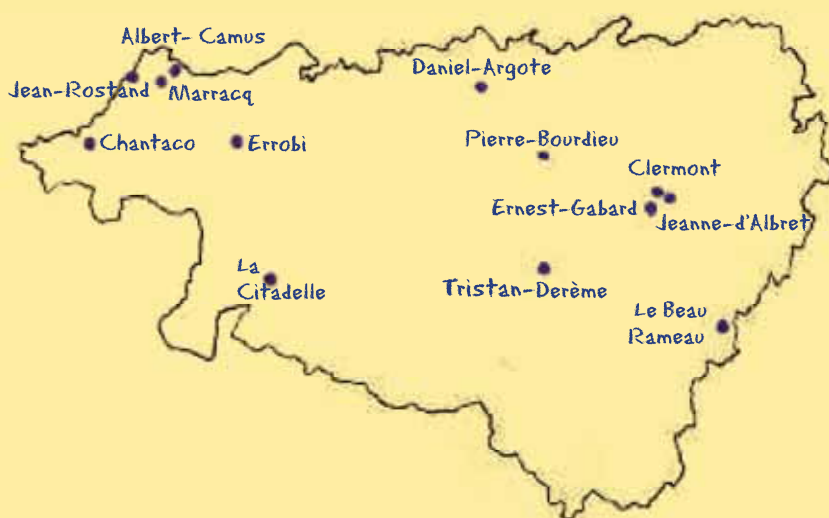 Albert- Camus
Daniel-Argote
Jean-Rostand
Marracq
Chantaco
Errobi
Pierre-Bourdieu
Clermont
Ernest-Gabard
Jeanne-d'Albret
La
Citadelle
Tristan-Derème
Le Beau
Rameau